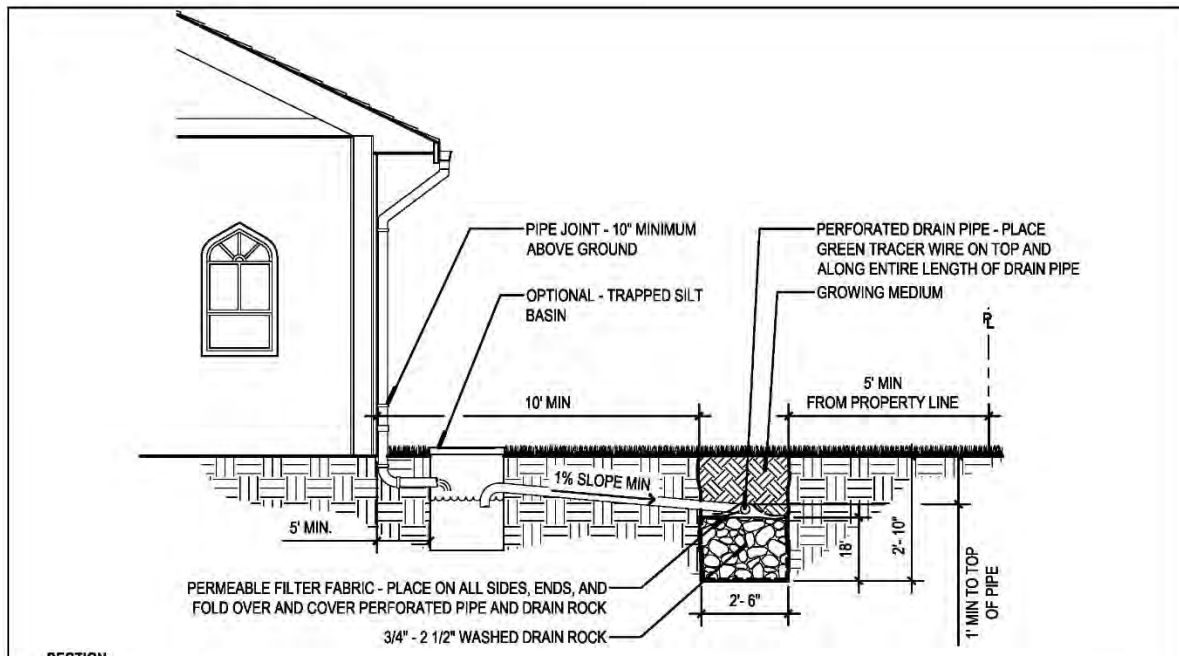 PIPE JOINT - 10" MINIMUM
ABOVE GROUND
OPTIONAL - TRAPPED SILT
BASIN
PERFORATED DRAIN PIPE - PLACE
GREEN TRACER WIRE ON TOP AND
ALONG ENTIRE LENGTH OF DRAIN PIPE
GROWING MEDIUM
PL
10' MIN
5' MIN
FROM PROPERTY LINE
1% SLOPE MIN
5' MIN.
18'
2'- 10"
1' MIN TO TOP
OF PIPE
PERMEABLE FILTER FABRIC - PLACE ON ALL SIDES, ENDS, AND
FOLD OVER AND COVER PERFORATED PIPE AND DRAIN ROCK
2'- 6"
3/4" - 2 1/2" WASHED DRAIN ROCK
SECTION